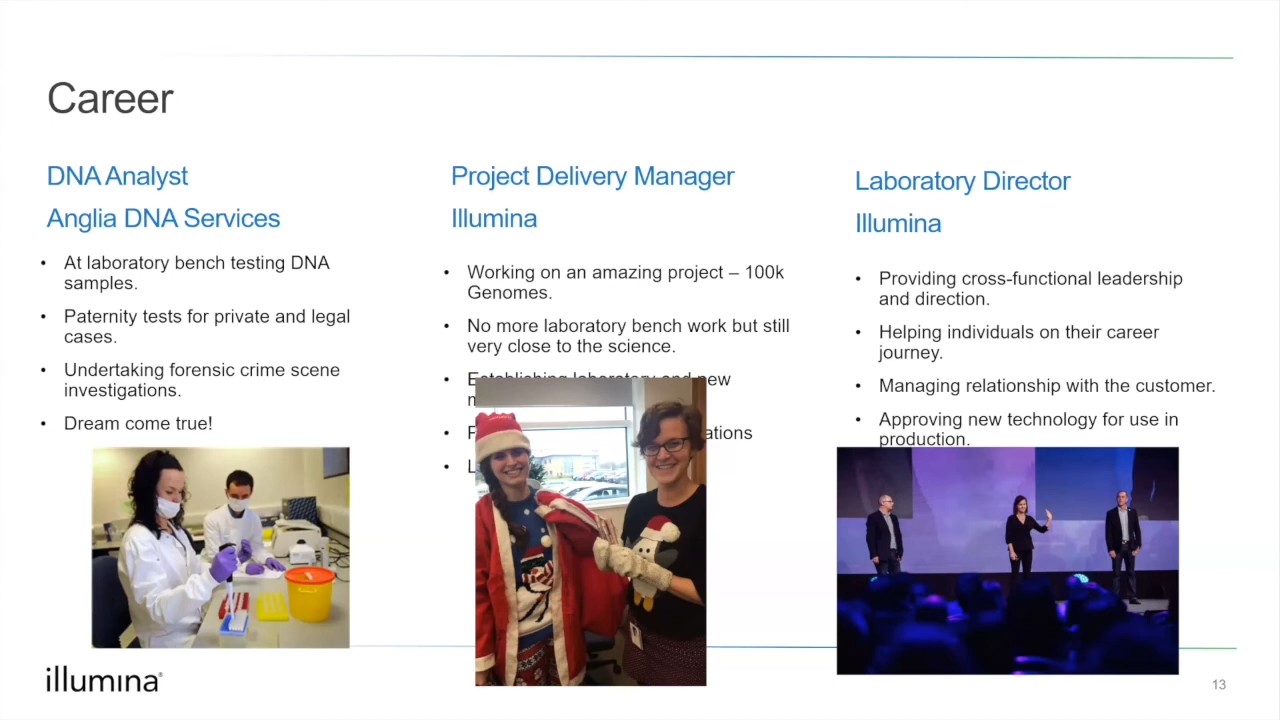 Career
DNA Analyst
Anglia DNA Services
• At laboratory bench testing DNA
samples.
• Paternity tests for private and legal
cases.
• Undertaking forensic crime scene
investigations.
• Dream come true!
Project Delivery Manager
Illumina
• Working on an amazing project – 100k
Genomes.
• No more laboratory bench work but still
very close to the science.
• Establishing laboratory and new
•
•
Laboratory Director
Illumina
• Providing cross-functional leadership
and direction.
• Helping individuals on their career
journey.
• Managing relationship with the customer.
• Approving new technology for use in
production.
illumina®
13